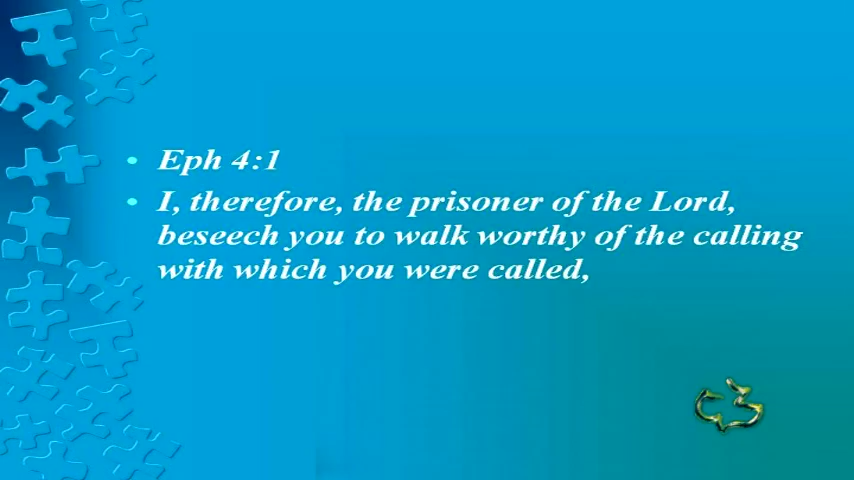 • Eph 4:1
• I, therefore, the prisoner of the Lord,
beseech you to walk worthy of the calling
with which you were called,